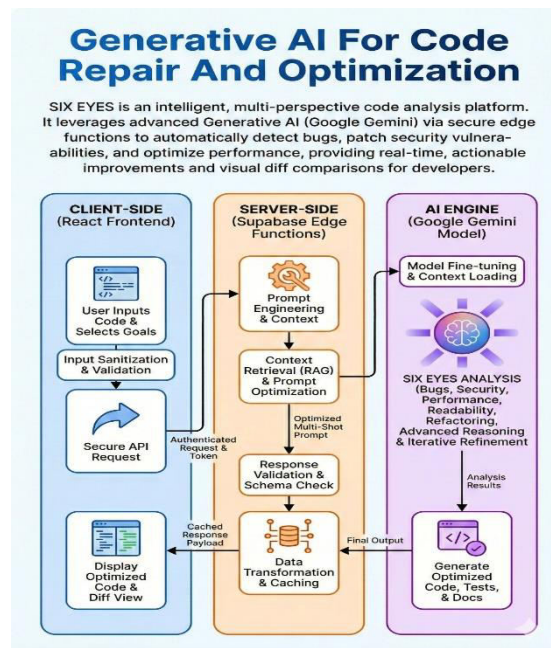 Generative AI For Code
Repair And Optimization
SIX EYES is an intelligent, multi-perspective code analysis platform.
It leverages advanced Generative AI (Google Gemini) via secure edge
functions to automatically detect bugs, patch security vulnera-
abilities, and optimize performance, providing real-time, actionable
improvements and visual diff comparisons for developers.
CLIENT-SIDE
(React Frontend)
User Inputs
Code &
Selects Goals
Input Sanitization
& Validation
Secure API
Request
Authenticated
Request &
Token
Display
Optimized
Code &
Diff View
Cached
Response
Payload
SERVER-SIDE
(Supabase Edge
Functions)
Prompt
Engineering
& Context
Context
Retrieval (RAG)
& Prompt
Optimization
Optimized
Multi-Shot
Prompt
Response
Validation &
Schema Check
Data
Transformation
& Caching
Final Output
AI ENGINE
(Google Gemini
Model)
Model Fine-tuning
& Context Loading
SIX EYES ANALYSIS
(Bugs, Security,
Performance,
Readability,
Refactoring,
Advanced Reasoning
& Iterative Refinement
Analysis
Results
</>
Generate
Optimized
Code, Tests,
& Docs